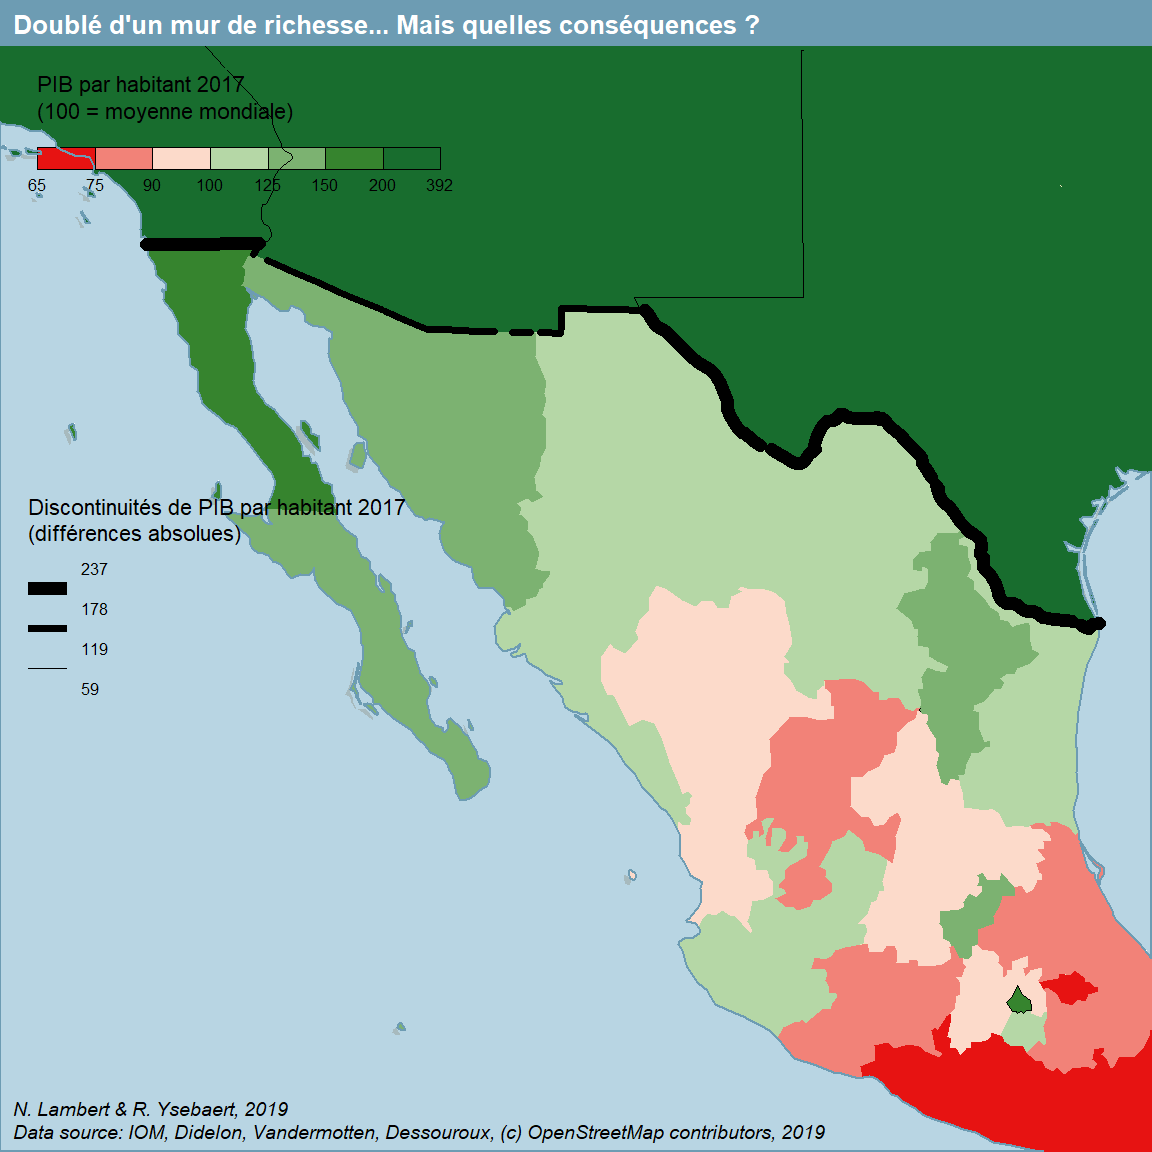 Doublé d'un mur de richesse... Mais quelles conséquences ?
PIB par habitant 2017
(100 = moyenne mondiale)
65 75 90 100 125 150 200 392
Discontinuités de PIB par habitant 2017
(différences absolues)
237
178
119
59
N. Lambert & R. Ysebaert, 2019
Data source: IOM, Didelon, Vandermotten, Dessouroux, (c) OpenStreetMap contributors, 2019